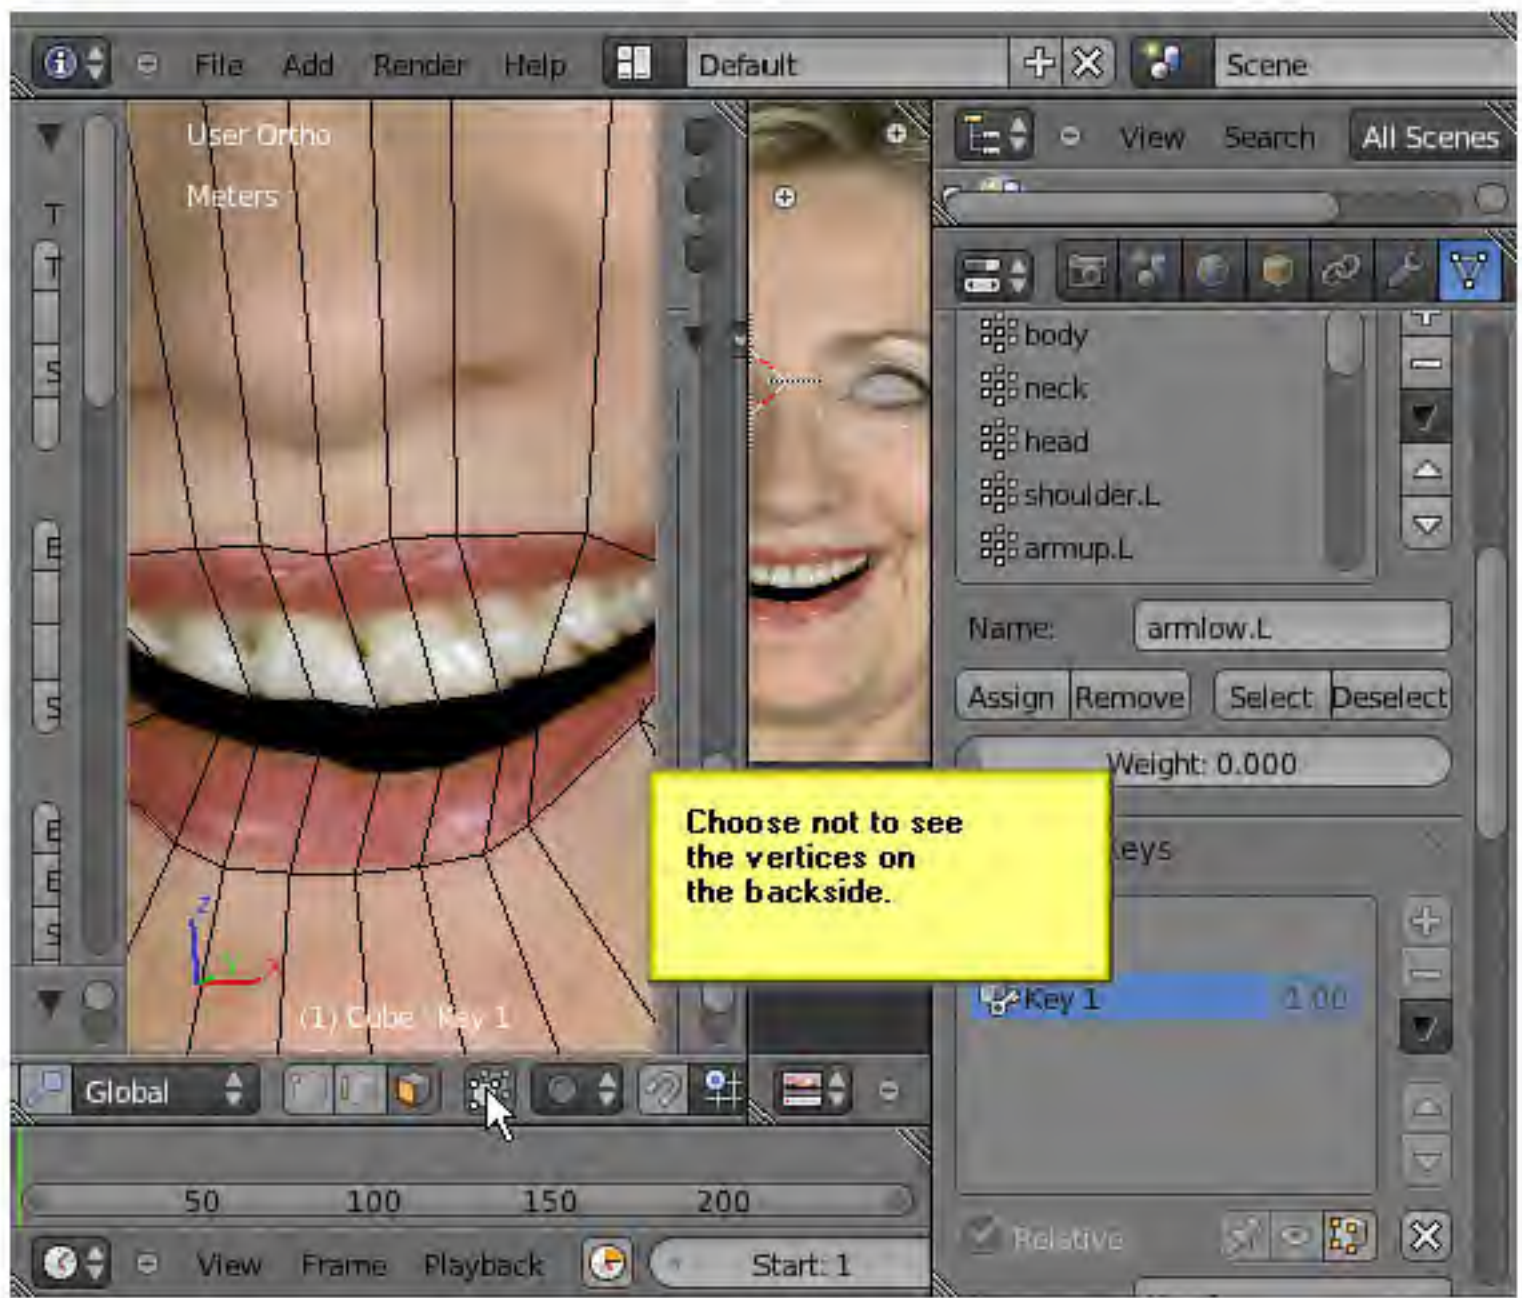 File Add Render Help Default Scene
User Ortho
Meters
View Search All Scenes
T
T
S
E
S
E
E
S
body
neck
head
shoulder.L
armup.L
Name: armlow.L
Assign Remove Select Deselect
Weight: 0.000
Choose not to see
the vertices on
the backside.
eys
Key 1 1.00
(1) Cube : Key 1
Z
Y
X
Global
50 100 150 200
Relative
View Frame Playback Start: 1